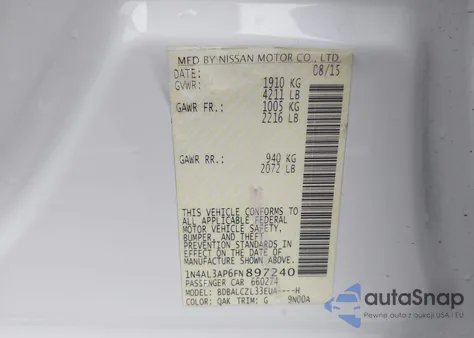 MFD BY NISSAN MOTOR CO., LTD.
DATE: 08/15
GVWR: 1910 KG
4211 LB
GAWR FR.: 1005 KG
2216 LB
GAWR RR.: 940 KG
2072 LB
THIS VEHICLE CONFORMS TO
ALL APPLICABLE FEDERAL
MOTOR VEHICLE SAFETY,
BUMPER, AND THEFT
PREVENTION STANDARDS IN
EFFECT ON THE DATE OF
MANUFACTURE SHOWN ABOVE.
1N4AL3AP6FN897240
PASSENGER CAR 660274
MODEL: BDBALCZL33EUA----H
COLOR: QAK TRIM: G 9N00A
autaSnap
Pewne auta z aukcji USA - EU